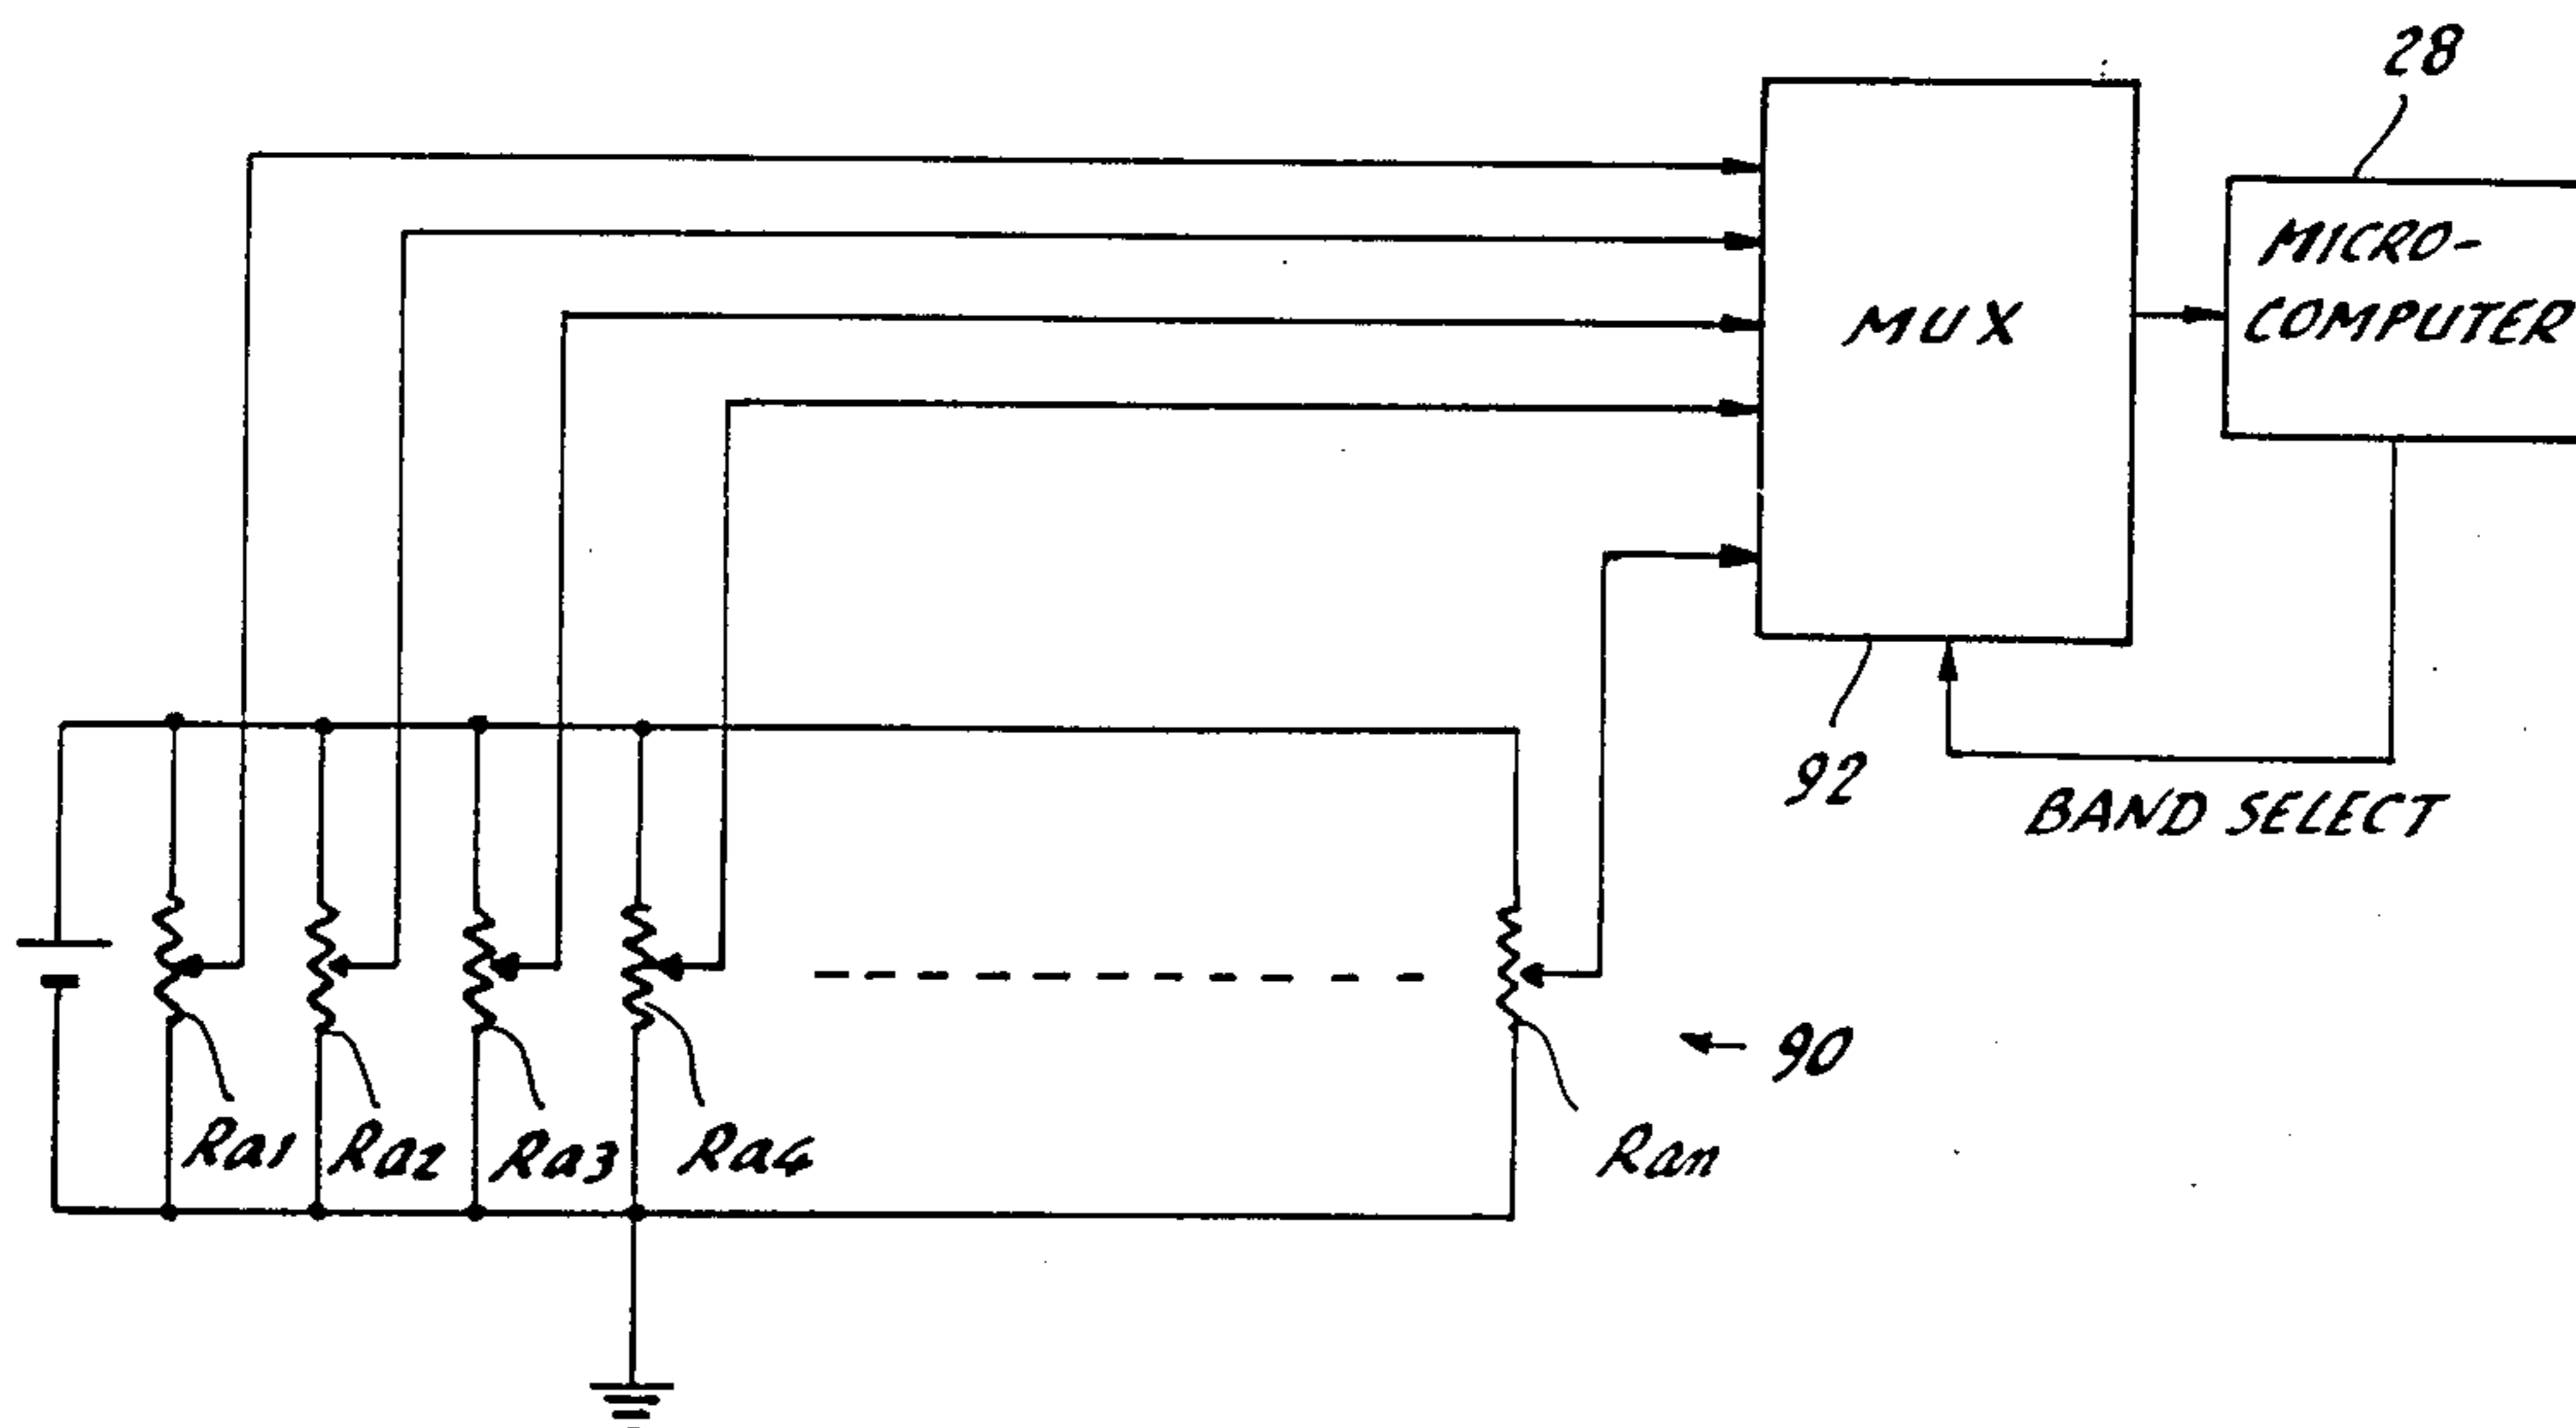 28
MICRO-
COMPUTER
MUX
92
BAND SELECT
90
Ra1
Ra2
Ra3
Ra4
Ran